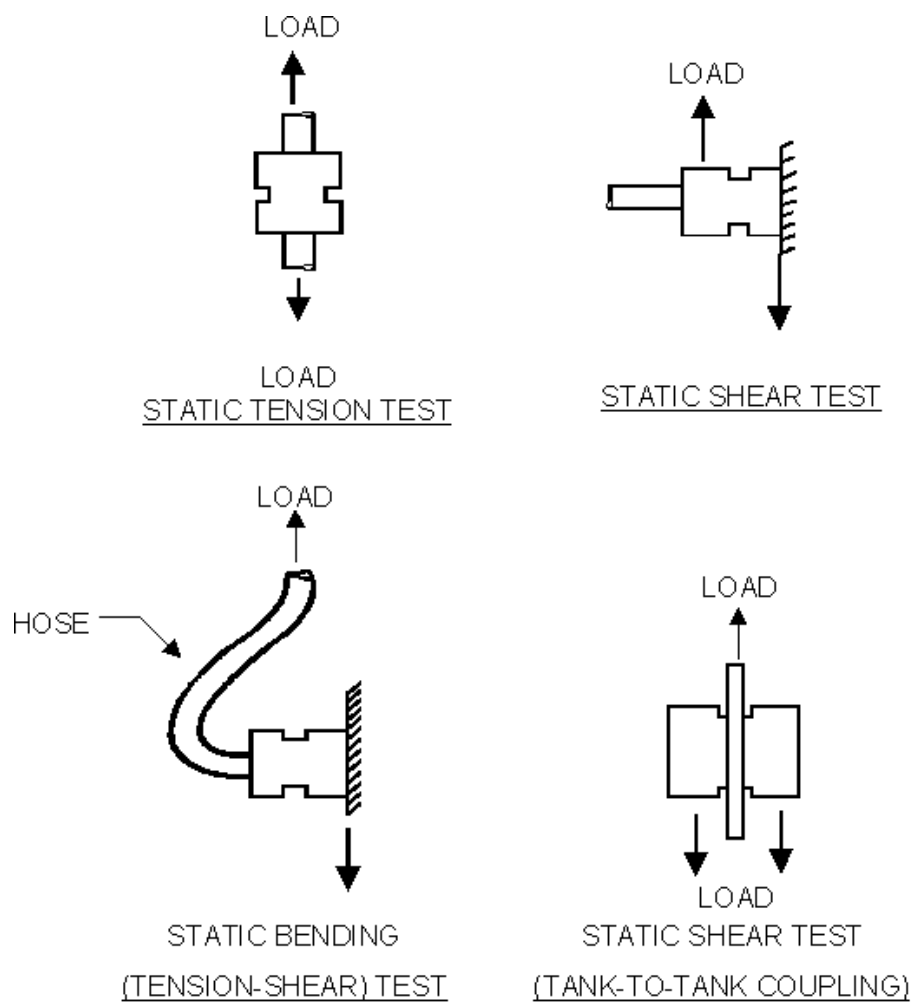 LOAD
LOAD
STATIC TENSION TEST
LOAD
STATIC SHEAR TEST
LOAD
HOSE
STATIC BENDING
(TENSION-SHEAR) TEST
LOAD
LOAD
STATIC SHEAR TEST
(TANK-TO-TANK COUPLING)